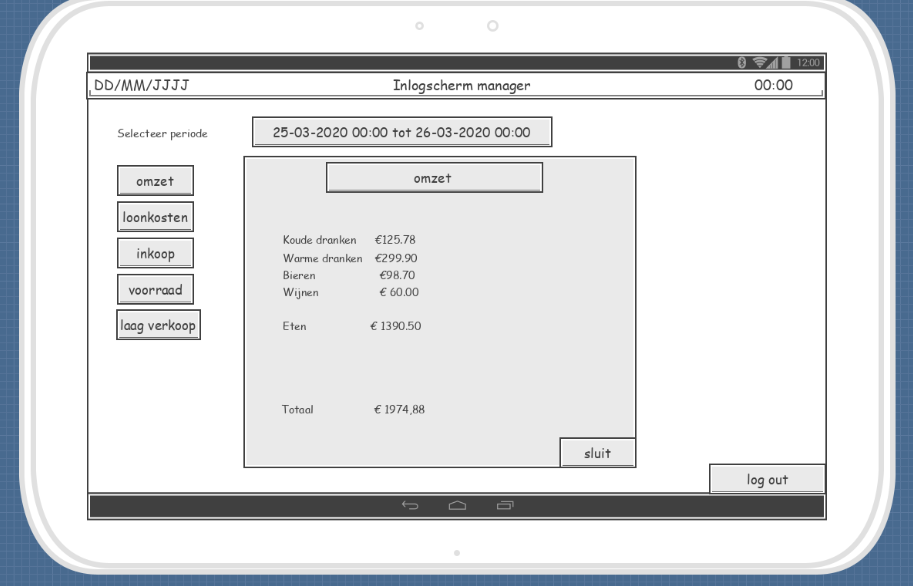 12:00
DD/MM/JJJJ Inlogscherm manager 00:00
Selecteer periode 25-03-2020 00:00 tot 26-03-2020 00:00
omzet
loonkosten
inkoop
voorraad
laag verkoop
omzet
Koude dranken €125.78
Warme dranken €299.90
Bieren €98.70
Wijnen € 60.00
Eten € 1390.50
Totaal € 1974,88
sluit
log out